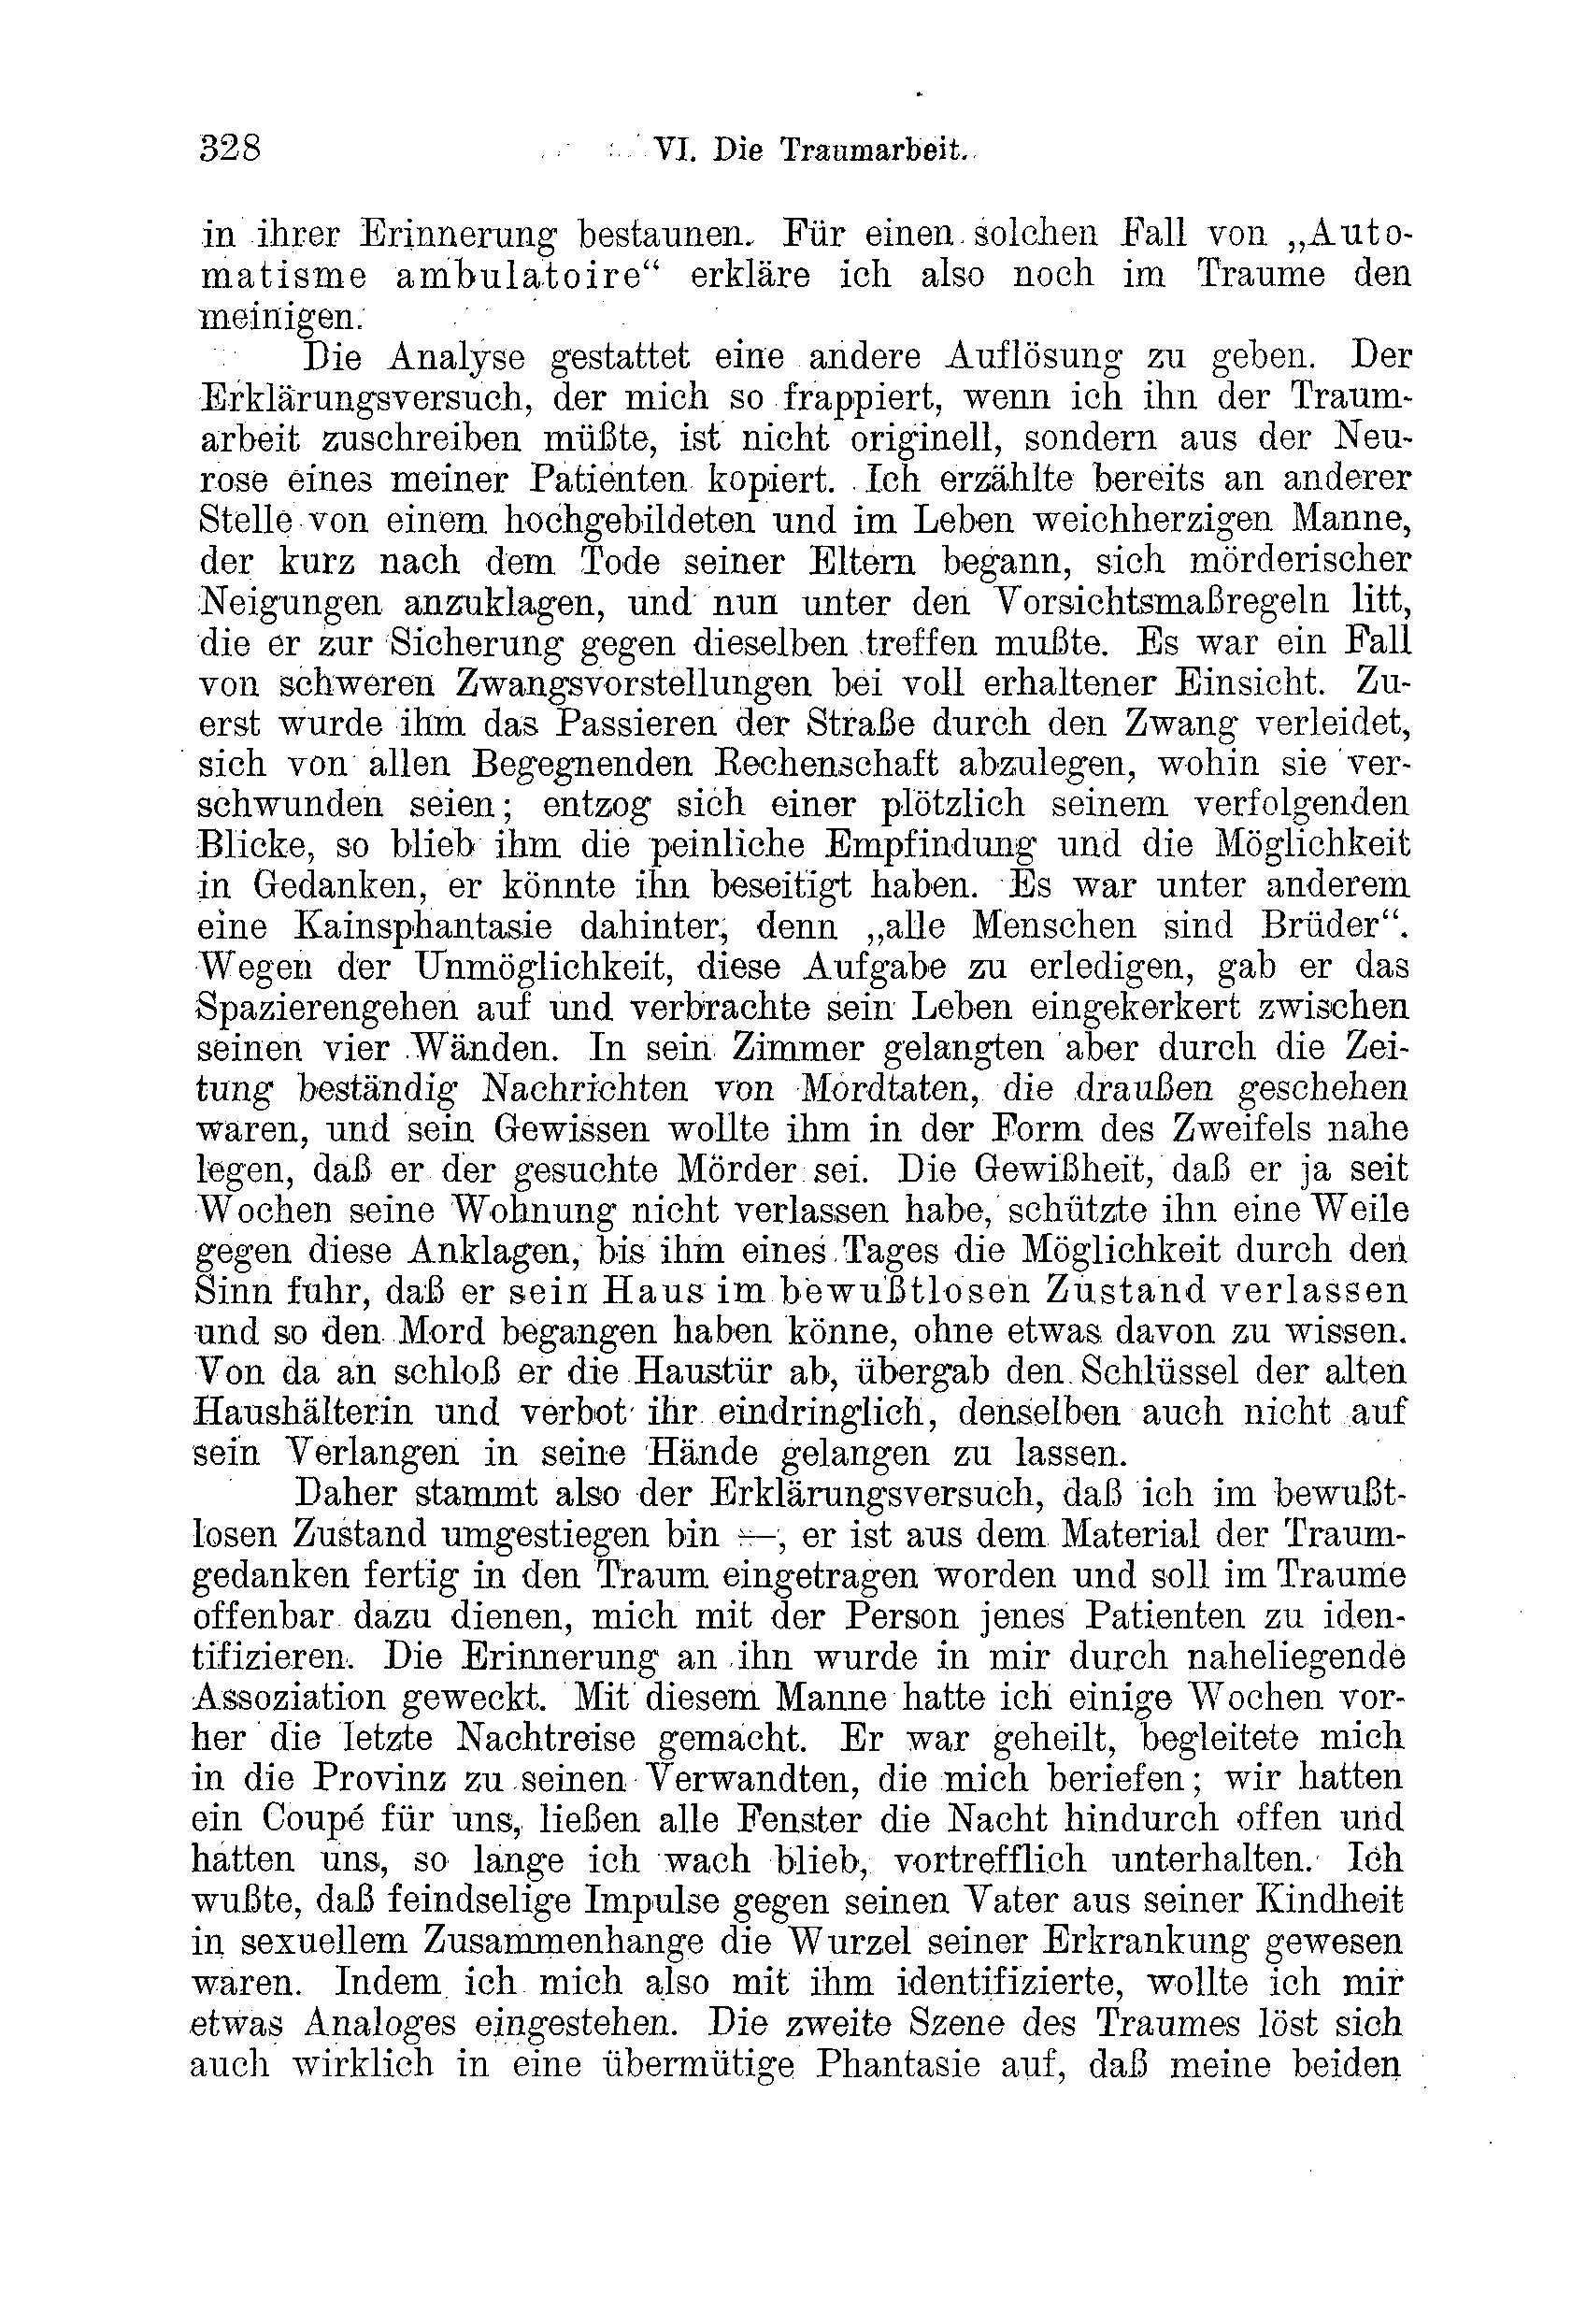 328
VI. Die Traumarbeit.
in ihrer Erinnerung bestaunen. Für einen solchen Fall von „Auto-
matisme ambulatoire“ erkläre ich also noch im Traume den
meinigen.
Die Analyse gestattet eine andere Auflösung zu geben. Der
Erklärungsversuch, der mich so frappiert, wenn ich ihn der Traum-
arbeit zuschreiben müßte, ist nicht originell, sondern aus der Neu-
rose eines meiner Patienten kopiert. Ich erzählte bereits an anderer
Stelle von einem hochgebildeten und im Leben weichherzigen Manne,
der kurz nach dem Tode seiner Eltern begann, sich mörderischer
Neigungen anzuklagen, und nun unter den Vorsichtsmaßregeln litt,
die er zur Sicherung gegen dieselben treffen mußte. Es war ein Fall
von schweren Zwangsvorstellungen bei voll erhaltener Einsicht. Zu-
erst wurde ihm das Passieren der Straße durch den Zwang verleidet,
sich von allen Begegnenden Rechenschaft abzulegen, wohin sie ver-
schwunden seien; entzog sich einer plötzlich seinem verfolgenden
Blicke, so blieb ihm die peinliche Empfindung und die Möglichkeit
in Gedanken, er könnte ihn beseitigt haben. Es war unter anderem
eine Kainsphantasie dahinter, denn „alle Menschen sind Brüder“.
Wegen der Unmöglichkeit, diese Aufgabe zu erledigen, gab er das
Spazierengehen auf und verbrachte sein Leben eingekerkert zwischen
seinen vier Wänden. In sein Zimmer gelangten aber durch die Zei-
tung beständig Nachrichten von Mordtaten, die draußen geschehen
waren, und sein Gewissen wollte ihm in der Form des Zweifels nahe
legen, daß er der gesuchte Mörder sei. Die Gewißheit, daß er ja seit
Wochen seine Wohnung nicht verlassen habe, schützte ihn eine Weile
gegen diese Anklagen, bis ihm eines Tages die Möglichkeit durch den
Sinn fuhr, daß er sein Haus im bewußtlosen Zustand verlassen
und so den Mord begangen haben könne, ohne etwas davon zu wissen.
Von da an schloß er die Haustür ab, übergab den Schlüssel der alten
Haushälterin und verbot ihr eindringlich, denselben auch nicht auf
sein Verlangen in seine Hände gelangen zu lassen.
Daher stammt also der Erklärungsversuch, daß ich im bewußt-
losen Zustand umgestiegen bin —, er ist aus dem Material der Traum-
gedanken fertig in den Traum eingetragen worden und soll im Traume
offenbar dazu dienen, mich mit der Person jenes Patienten zu iden-
tifizieren. Die Erinnerung an ihn wurde in mir durch naheliegende
Assoziation geweckt. Mit diesem Manne hatte ich einige Wochen vor-
her die letzte Nachtreise gemacht. Er war geheilt, begleitete mich
in die Provinz zu seinen Verwandten, die mich beriefen; wir hatten
ein Coupé für uns, ließen alle Fenster die Nacht hindurch offen und
hatten uns, so lange ich wach blieb, vortrefflich unterhalten. Ich
wußte, daß feindselige Impulse gegen seinen Vater aus seiner Kindheit
in sexuellem Zusammenhange die Wurzel seiner Erkrankung gewesen
waren. Indem ich mich also mit ihm identifizierte, wollte ich mir
etwas Analoges eingestehen. Die zweite Szene des Traumes löst sich
auch wirklich in eine übermütige Phantasie auf, daß meine beiden